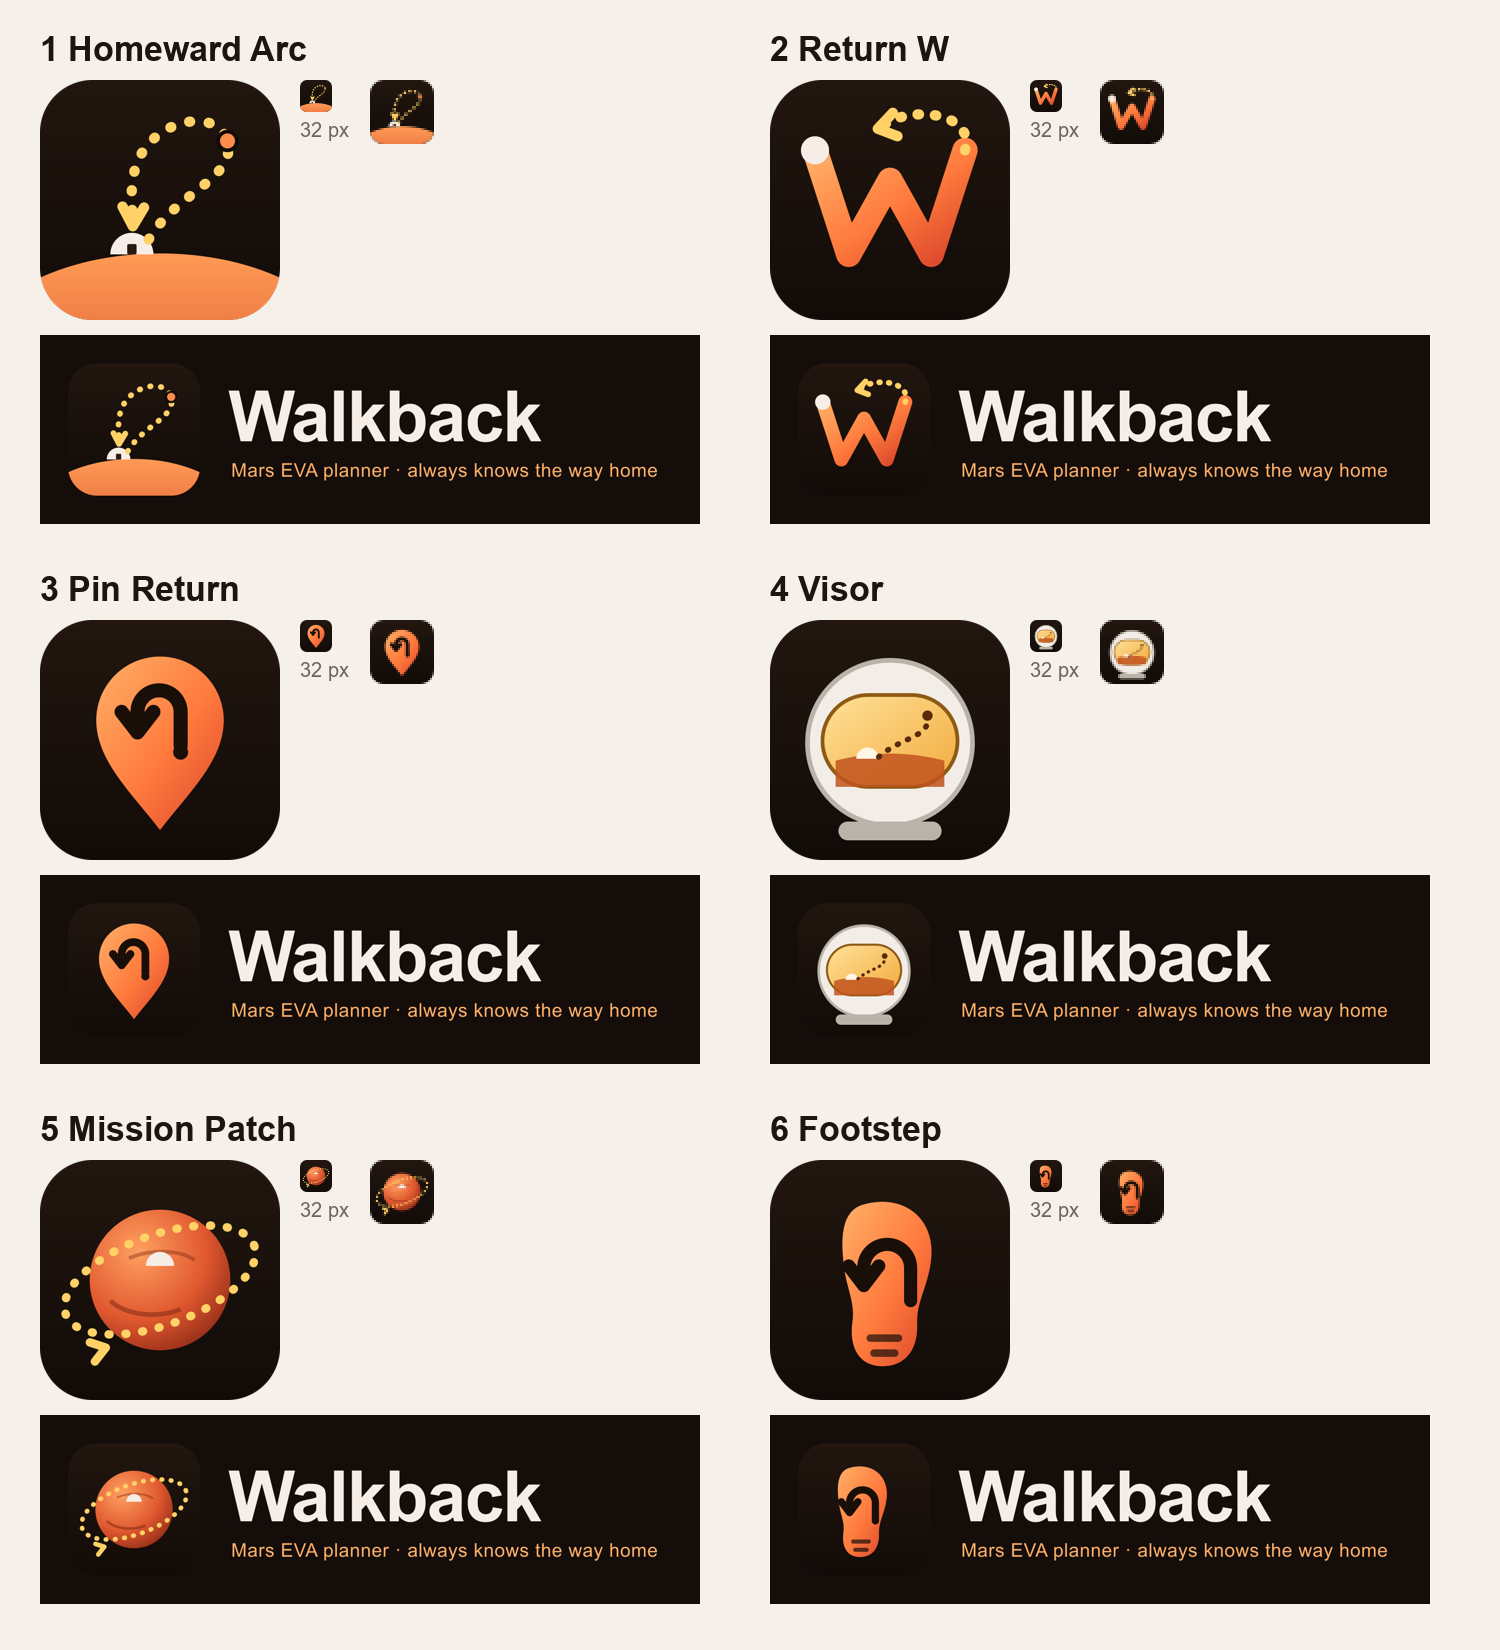 1 Homeward Arc
32 px
Walkback
Mars EVA planner · always knows the way home
2 Return W
32 px
W
Walkback
Mars EVA planner · always knows the way home
3 Pin Return
32 px
Walkback
Mars EVA planner · always knows the way home
4 Visor
32 px
Walkback
Mars EVA planner · always knows the way home
5 Mission Patch
32 px
Walkback
Mars EVA planner · always knows the way home
6 Footstep
32 px
Walkback
Mars EVA planner · always knows the way home